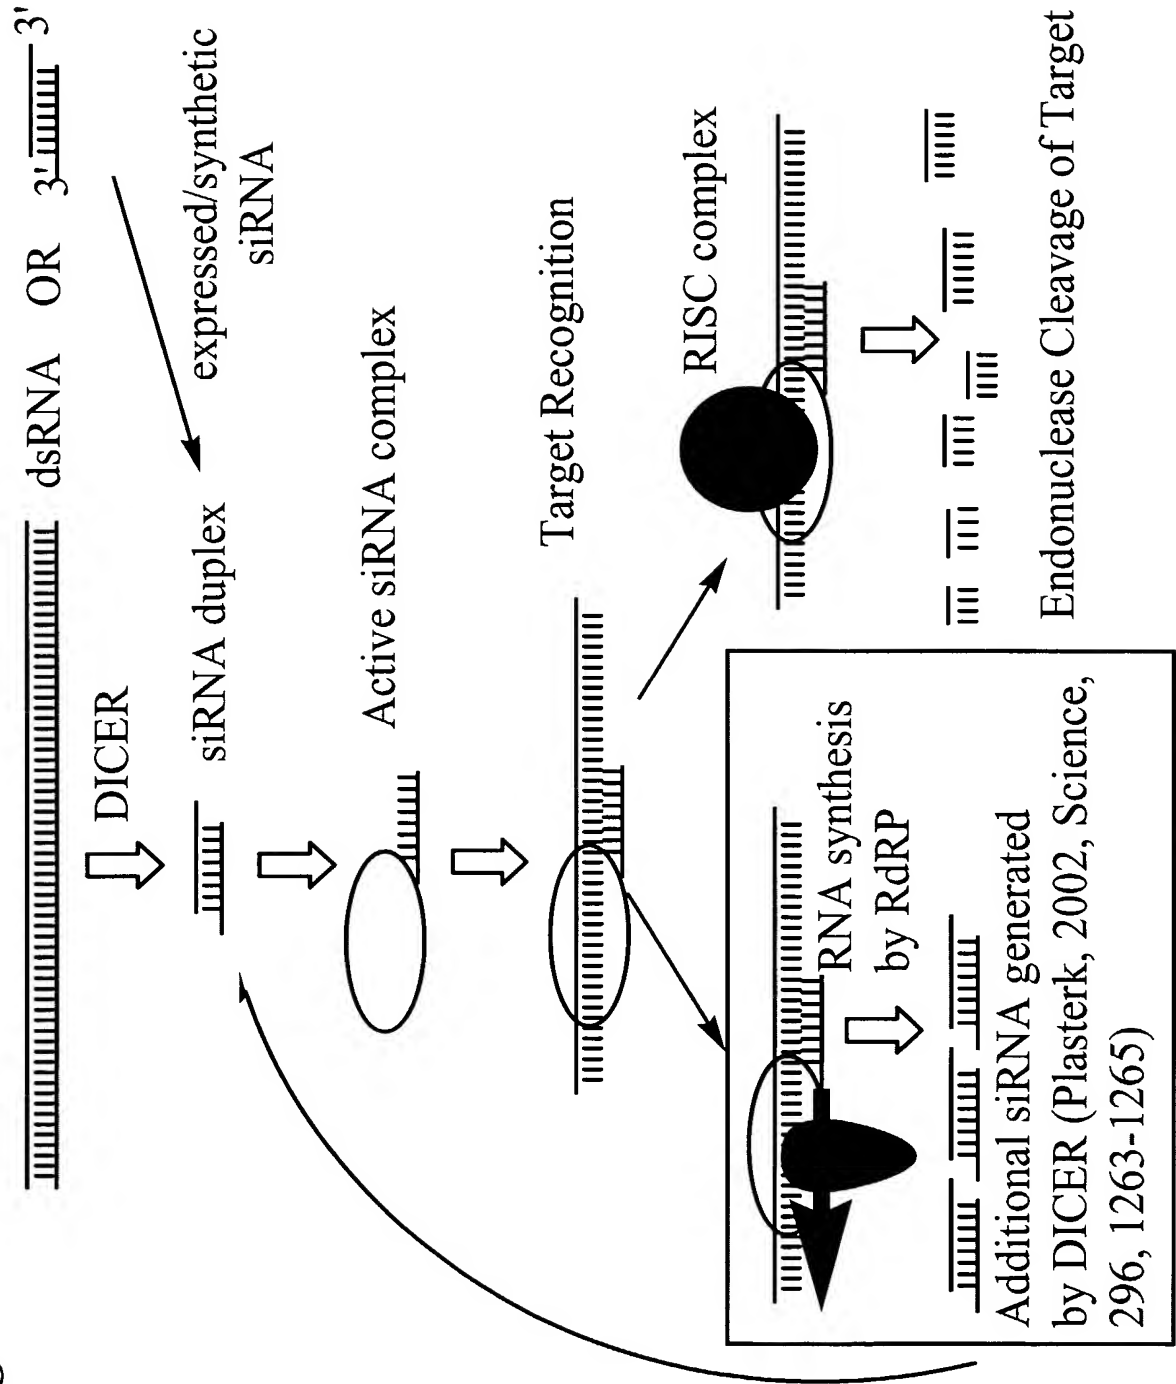 dsRNA OR 3' 3'
DICER
expressed/synthetic
siRNA
siRNA duplex
Active siRNA complex
Target Recognition
RISC complex
RNA synthesis
by RdRP
Additional siRNA generated
by DICER (Plasterk, 2002, Science,
296, 1263-1265)
Endonuclease Cleavage of Target